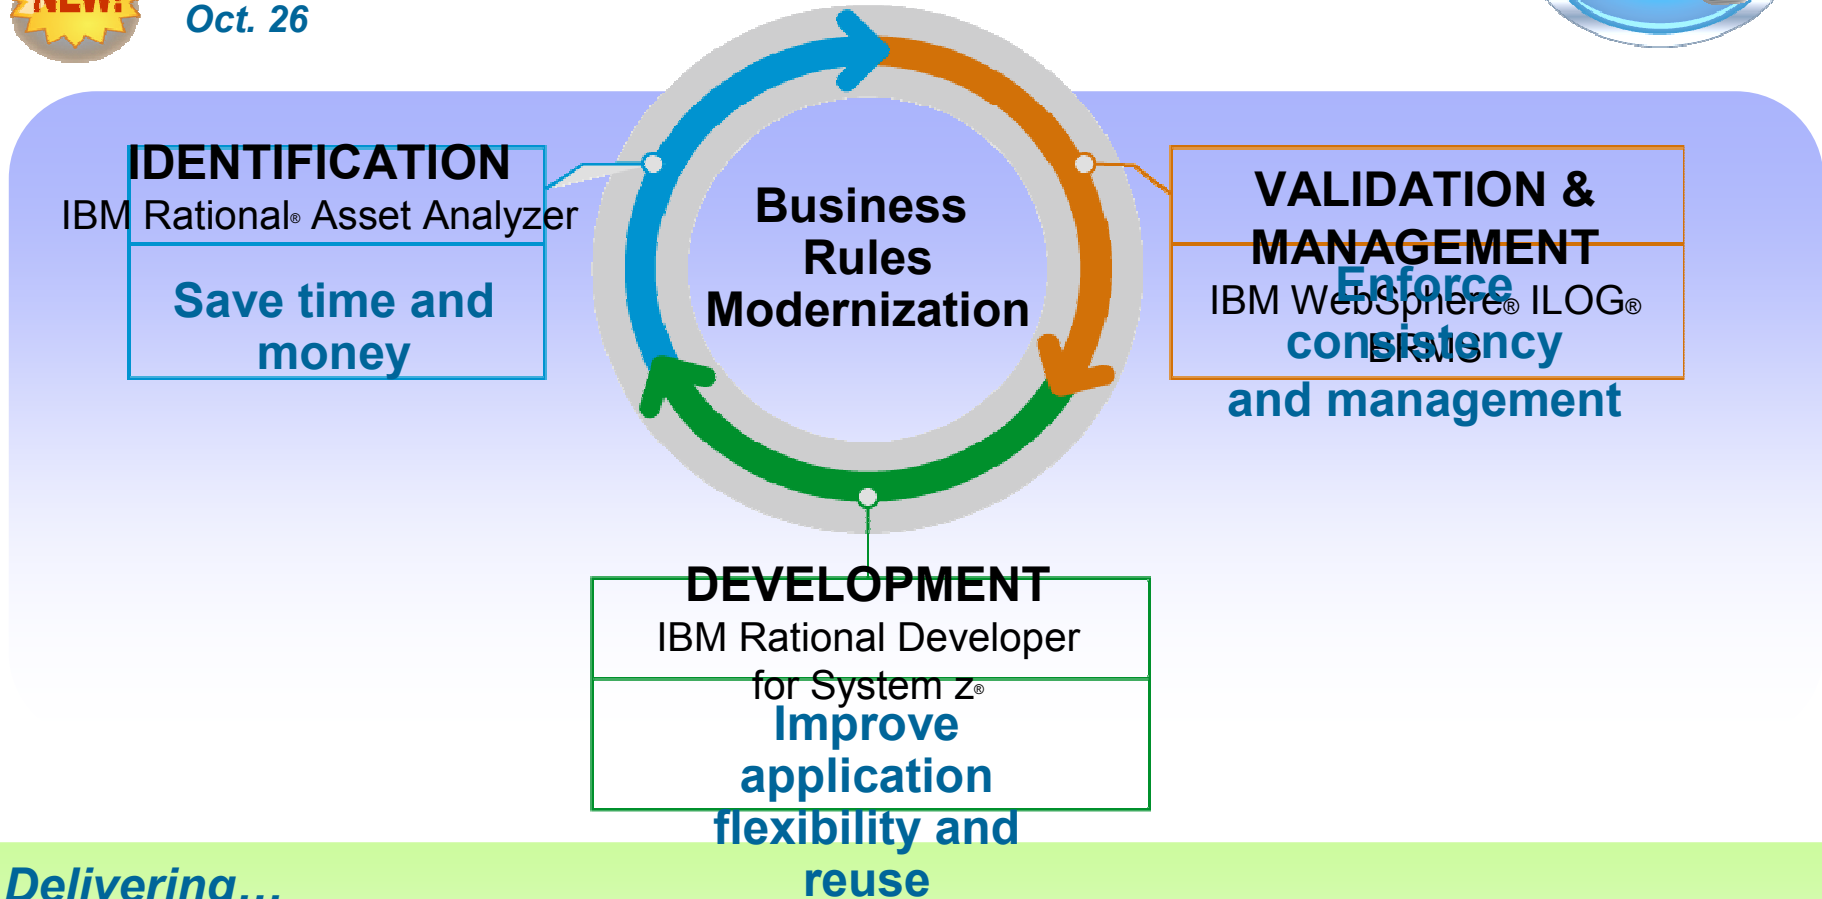 NEW!
Oct. 26
IDENTIFICATION
IBM Rational® Asset Analyzer
Save time and
money
Business
Rules
Modernization
VALIDATION &
MANAGEMENT
IBM WebSphere® ILOG®
BRMS
Enforce
consistency
and management
DEVELOPMENT
IBM Rational Developer
for System z®
Improve
application
flexibility and
reuse
Delivering...